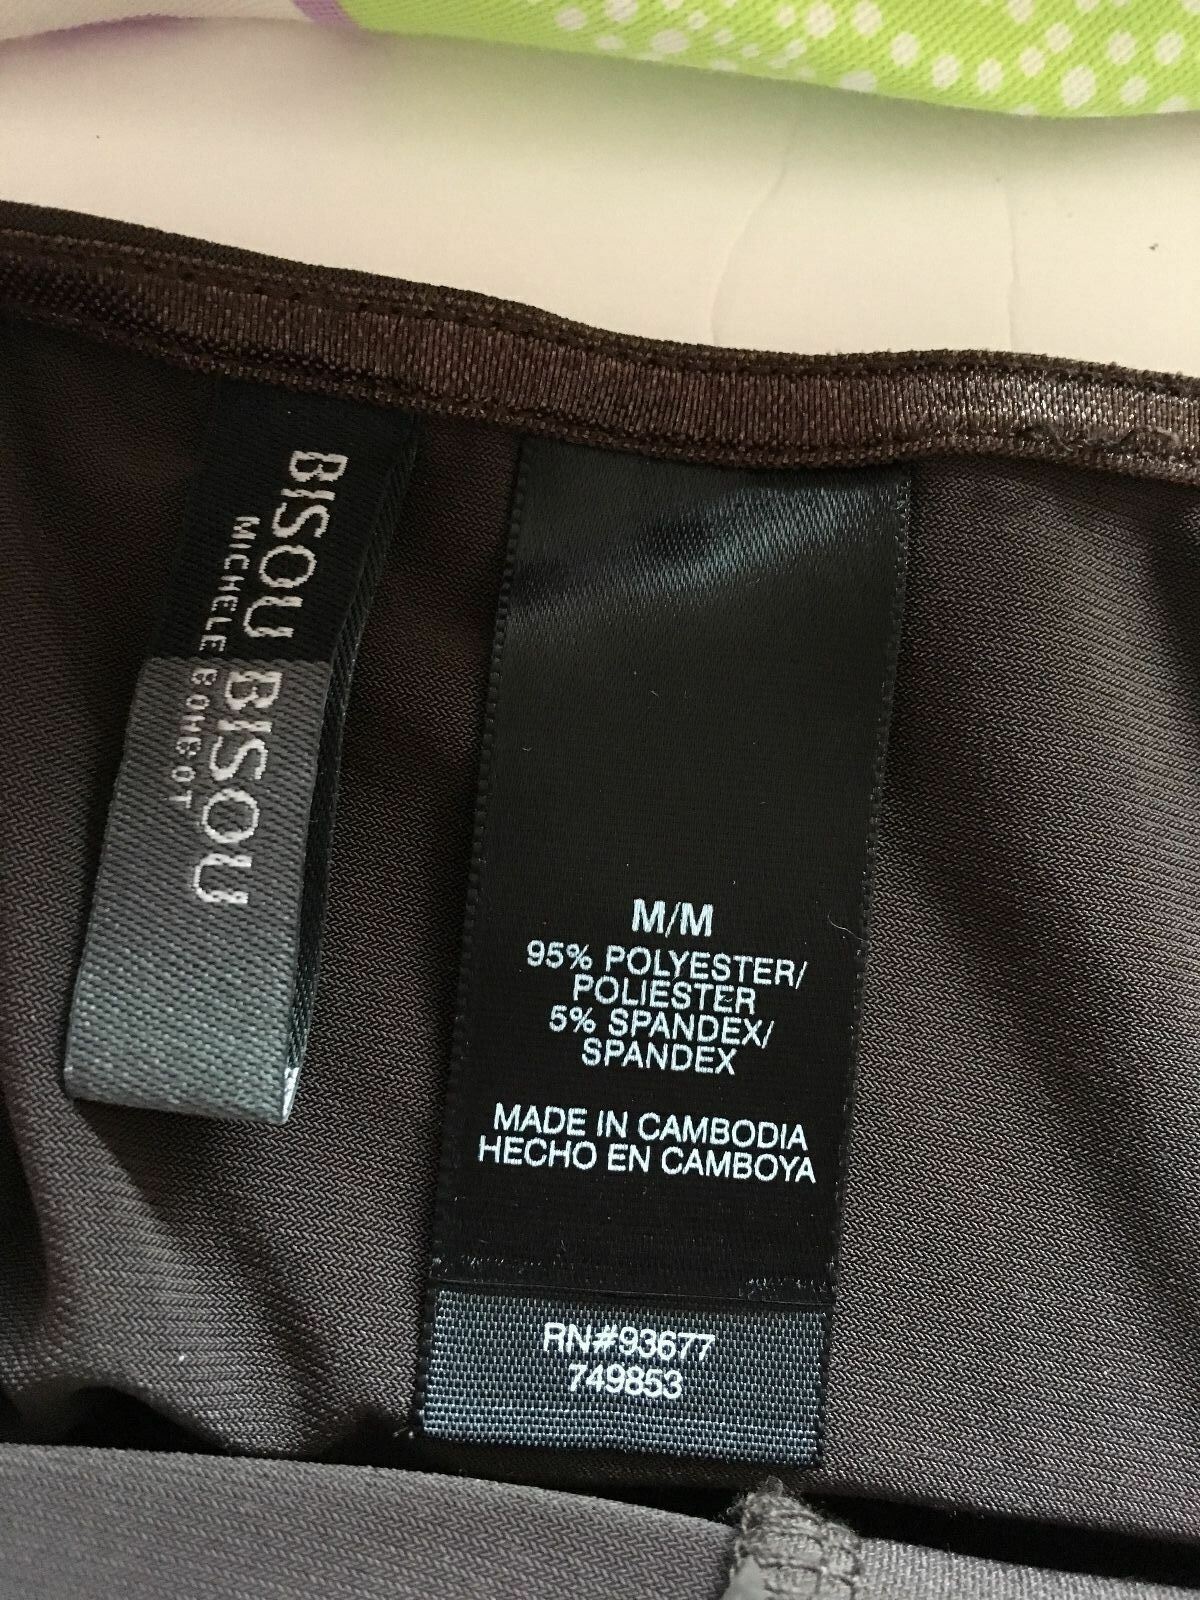 BISOU BISOU
MICHELE BOHBOT
M/M
95% POLYESTER/
POLIESTER
5% SPANDEX/
SPANDEX
MADE IN CAMBODIA
HECHO EN CAMBOYA
RN#93677
749853